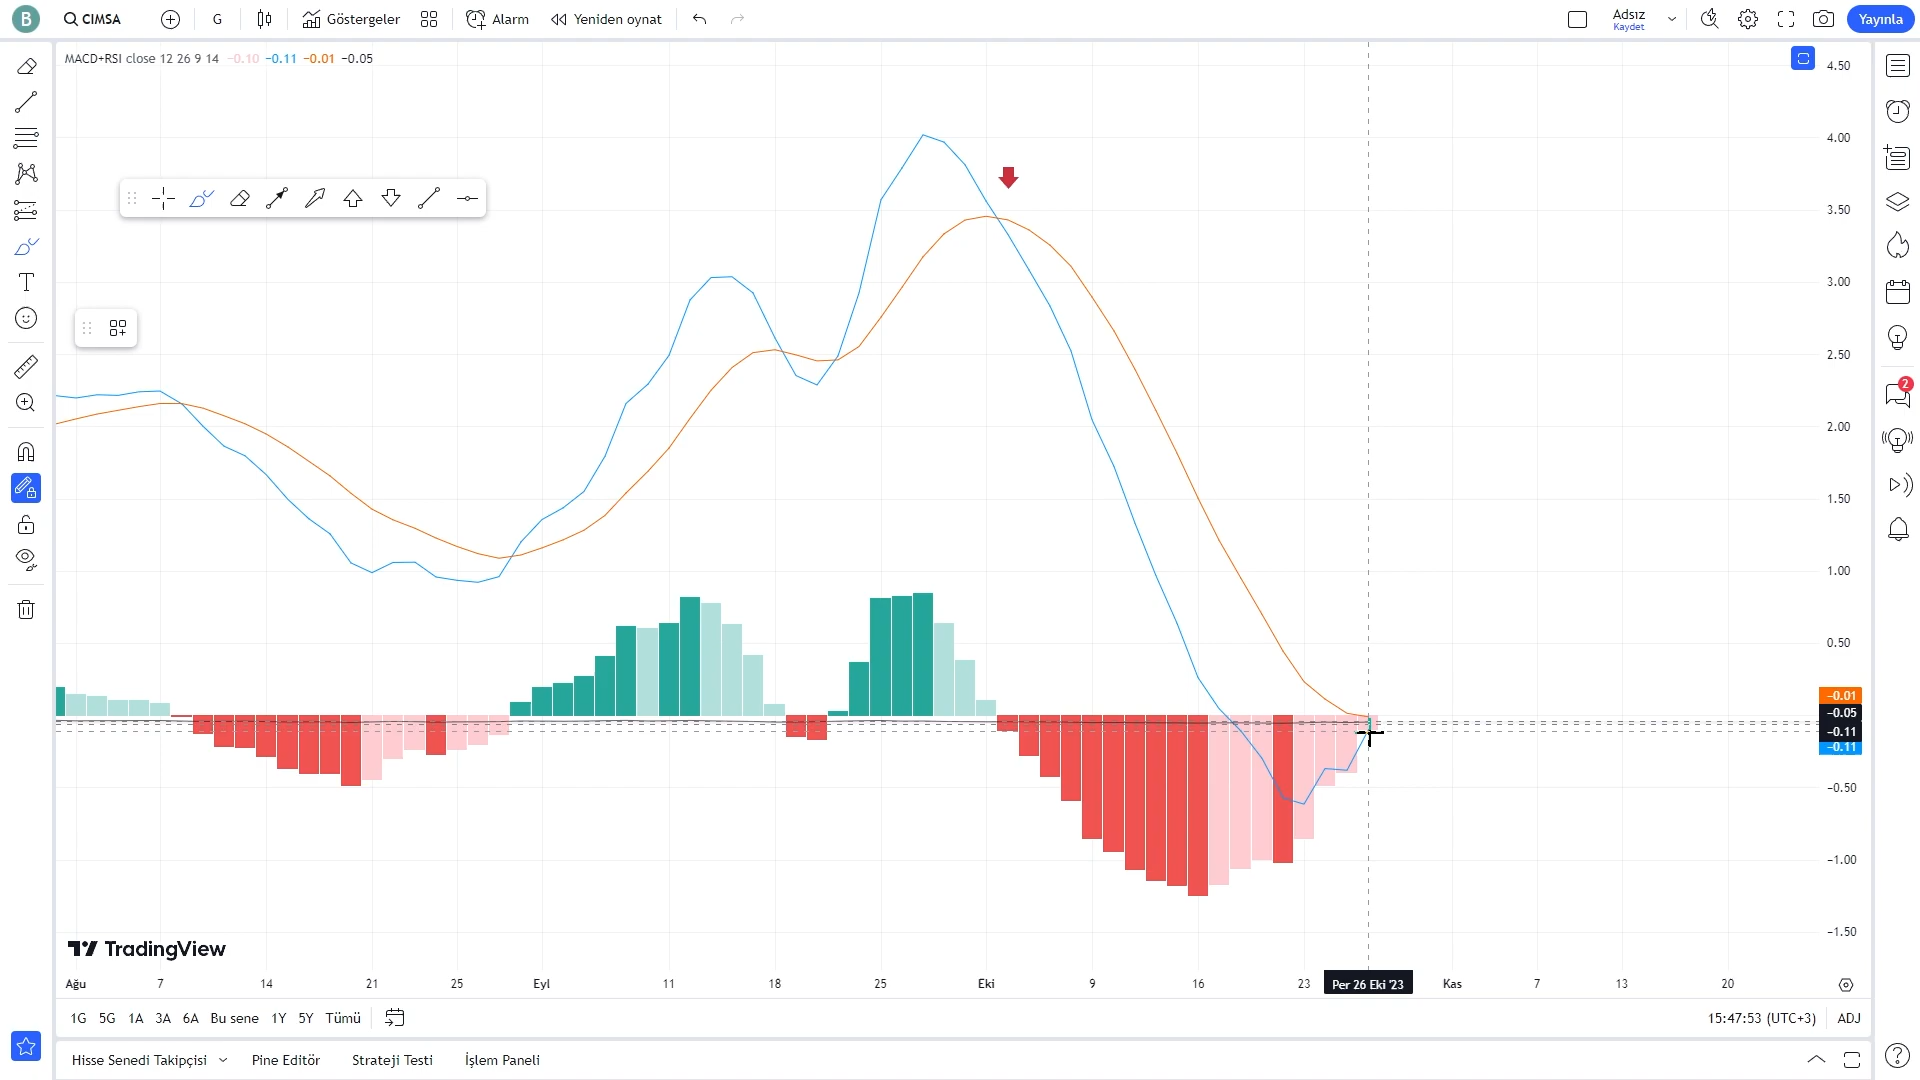 B
CIMSA
G
Göstergeler
Alarm
Yeniden oynat
Adsız
Kaydet
Yayınla
MACD+RSI close 12 26 9 14 −0.10 −0.11 −0.01 −0.05
4.50
4.00
3.50
3.00
2.50
2.00
1.50
1.00
0.50
−0.01
−0.05
−0.11
−0.11
−0.50
−1.00
−1.50
2
TradingView
Ağu
7
14
21
25
Eyl
11
18
25
Eki
9
16
23
Per 26 Eki '23
Kas
7
13
20
1G 5G 1A 3A 6A Bu sene 1Y 5Y Tümü
15:47:53 (UTC+3)
ADJ
Hisse Senedi Takipçisi
Pine Editör
Strateji Testi
İşlem Paneli